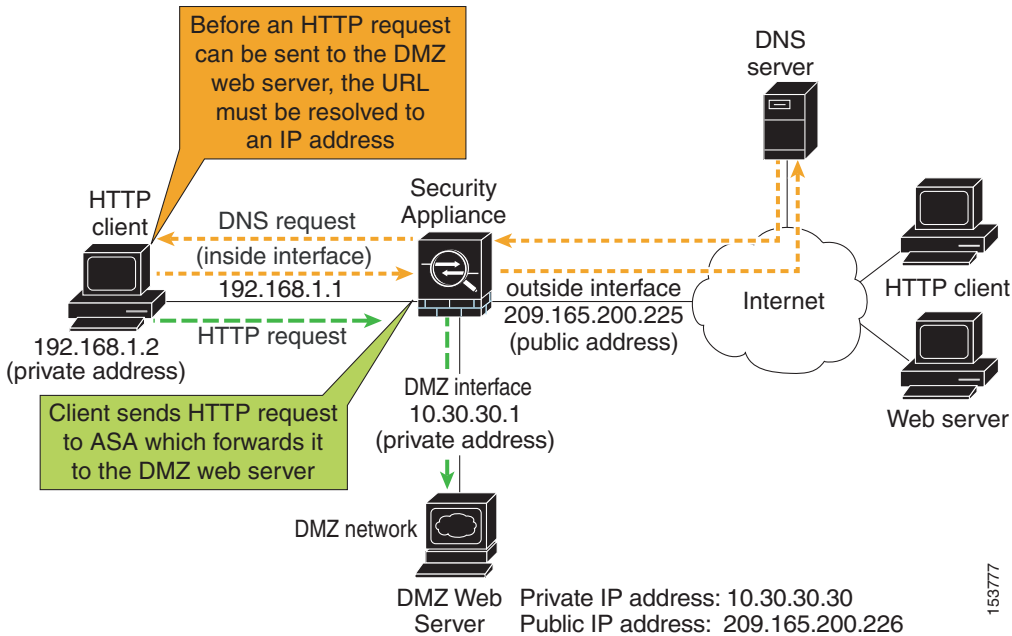 Before an HTTP request
can be sent to the DMZ
web server, the URL
must be resolved to
an IP address
DNS
server
HTTP
client
Security
Appliance
DNS request
(inside interface)
192.168.1.1
HTTP request
192.168.1.2
(private address)
outside interface
209.165.200.225
(public address)
Internet
HTTP client
Web server
Client sends HTTP request
to ASA which forwards it
to the DMZ web server
DMZ interface
10.30.30.1
(private address)
DMZ network
DMZ Web
Server
Private IP address: 10.30.30.30
Public IP address: 209.165.200.226
153777